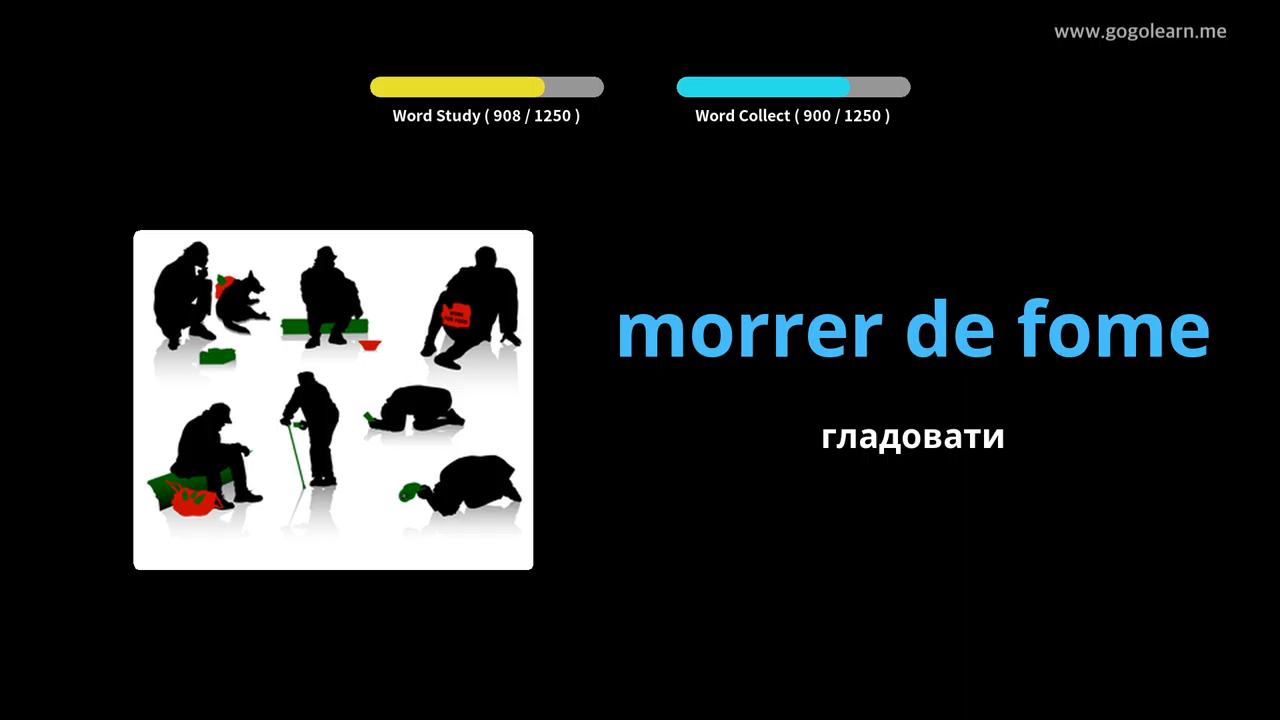 www.gogolearn.me
Word Study ( 908 / 1250 )
Word Collect ( 900 / 1250 )
morrer de fome
гладовати